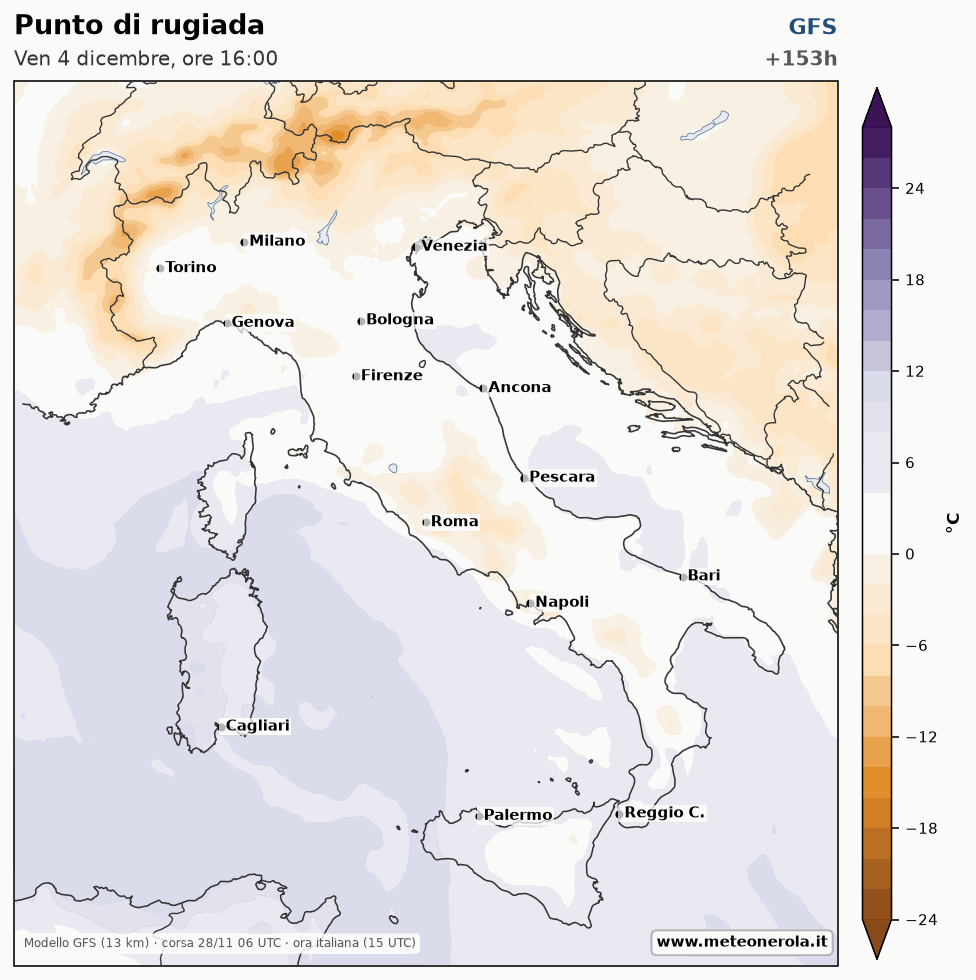 Punto di rugiada
GFS
Ven 4 dicembre, ore 16:00
+153h
Milano
Venezia
Torino
Genova
Bologna
Firenze
Ancona
Pescara
Roma
Bari
Napoli
Cagliari
Palermo
Reggio C.
24
18
12
6
0
−6
−12
−18
−24
°C
Modello GFS (13 km) · corsa 28/11 06 UTC · ora italiana (15 UTC)
www.meteonerola.it